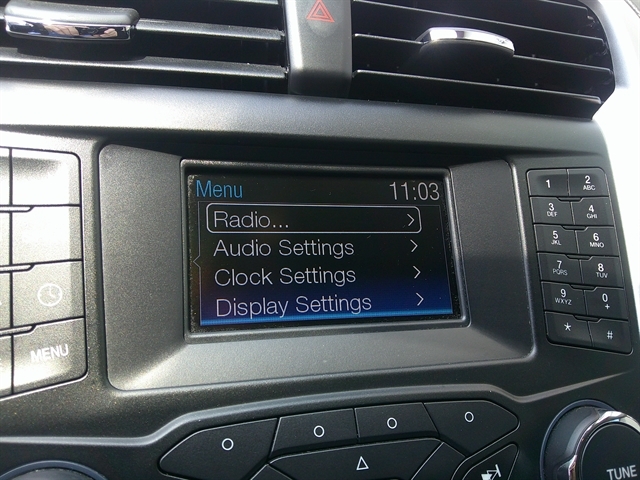 Menu 11:03
Radio...
Audio Settings
Clock Settings
Display Settings
1 2 ABC
3 DEF 4 GHI
5 JKL 6 MNO
7 PQRS 8 TUV
9 WXYZ 0 +
* #
MENU
TUNE